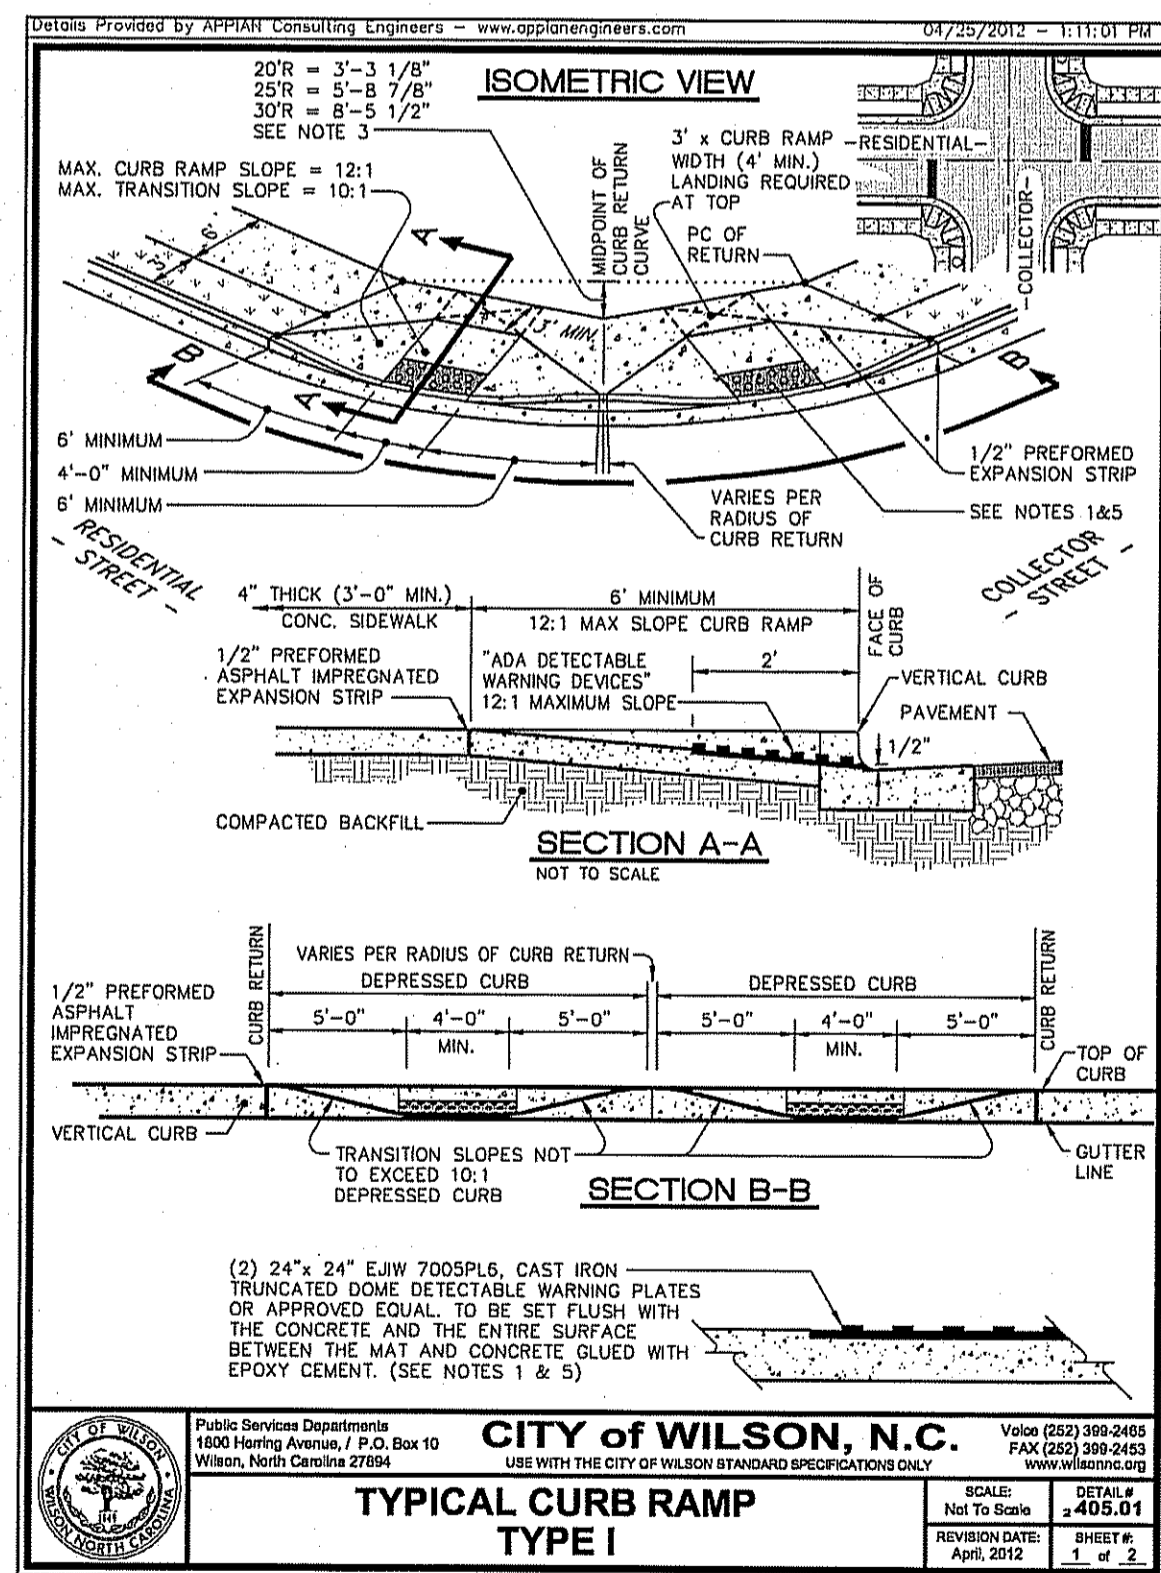 Details Provided by APPIAN Consulting Engineers - www.appianengineers.com
04/25/2012 - 1:11:01 PM
ISOMETRIC VIEW
20'R = 3'-3 1/8"
25'R = 5'-8 7/8"
30'R = 8'-5 1/2"
SEE NOTE 3
MAX. CURB RAMP SLOPE = 12:1
MAX. TRANSITION SLOPE = 10:1
MIDPOINT OF
CURB RETURN
CURVE
3' x CURB RAMP
WIDTH (4' MIN.)
LANDING REQUIRED
AT TOP
PC OF
RETURN
-RESIDENTIAL-
-COLLECTOR-
3'
6'
A
3' MIN.
B
A
B
6' MINIMUM
4'-0" MINIMUM
6' MINIMUM
1/2" PREFORMED
EXPANSION STRIP
SEE NOTES 1&5
VARIES PER
RADIUS OF
CURB RETURN
RESIDENTIAL
- STREET -
COLLECTOR
- STREET -
4" THICK (3'-0" MIN.)
CONC. SIDEWALK
6' MINIMUM
12:1 MAX SLOPE CURB RAMP
FACE OF
CURB
1/2" PREFORMED
ASPHALT IMPREGNATED
EXPANSION STRIP
"ADA DETECTABLE
WARNING DEVICES"
12:1 MAXIMUM SLOPE
2'
VERTICAL CURB
PAVEMENT
1/2"
COMPACTED BACKFILL
SECTION A-A
NOT TO SCALE
1/2" PREFORMED
ASPHALT
IMPREGNATED
EXPANSION STRIP
CURB RETURN
VARIES PER RADIUS OF CURB RETURN
DEPRESSED CURB
DEPRESSED CURB
CURB RETURN
5'-0"
4'-0"
MIN.
5'-0"
5'-0"
4'-0"
MIN.
5'-0"
TOP OF
CURB
VERTICAL CURB
TRANSITION SLOPES NOT
TO EXCEED 10:1
DEPRESSED CURB
GUTTER
LINE
SECTION B-B
(2) 24"x 24" EJIW 7005PL6, CAST IRON
TRUNCATED DOME DETECTABLE WARNING PLATES
OR APPROVED EQUAL. TO BE SET FLUSH WITH
THE CONCRETE AND THE ENTIRE SURFACE
BETWEEN THE MAT AND CONCRETE GLUED WITH
EPOXY CEMENT. (SEE NOTES 1 & 5)
CITY OF WILSON
WILSON NORTH CAROLINA
Public Services Departments
1800 Herring Avenue, / P.O. Box 10
Wilson, North Carolina 27894
CITY of WILSON, N.C.
USE WITH THE CITY OF WILSON STANDARD SPECIFICATIONS ONLY
Voice (252) 399-2465
FAX (252) 399-2453
www.wilsonnc.org
TYPICAL CURB RAMP
TYPE I
SCALE:
Not To Scale
DETAIL#
2405.01
REVISION DATE:
April, 2012
SHEET #:
1 of 2